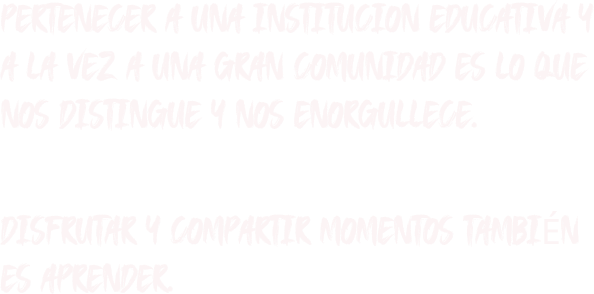 PERTENECER A UNA INSTITUCION EDUCATIVA Y
A LA VEZ A UNA GRAN COMUNIDAD ES LO QUE
NOS DISTINGUE Y NOS ENORGULLECE.
DISFRUTAR Y COMPARTIR MOMENTOS TAMBIÉN
ES APRENDER.